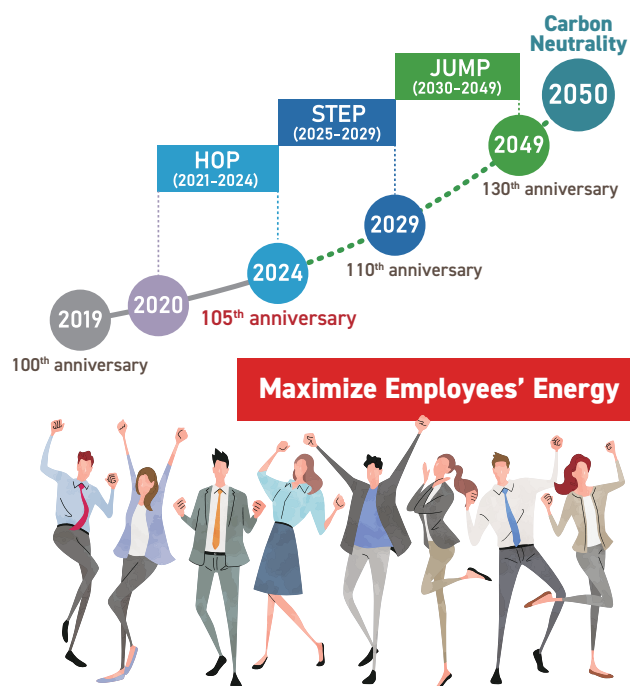 Carbon
Neutrality
2050
JUMP
(2030–2049)
STEP
(2025–2029)
2049
HOP
(2021–2024)
130th anniversary
2029
110th anniversary
2024
2020
2019
105th anniversary
100th anniversary
Maximize Employees’ Energy